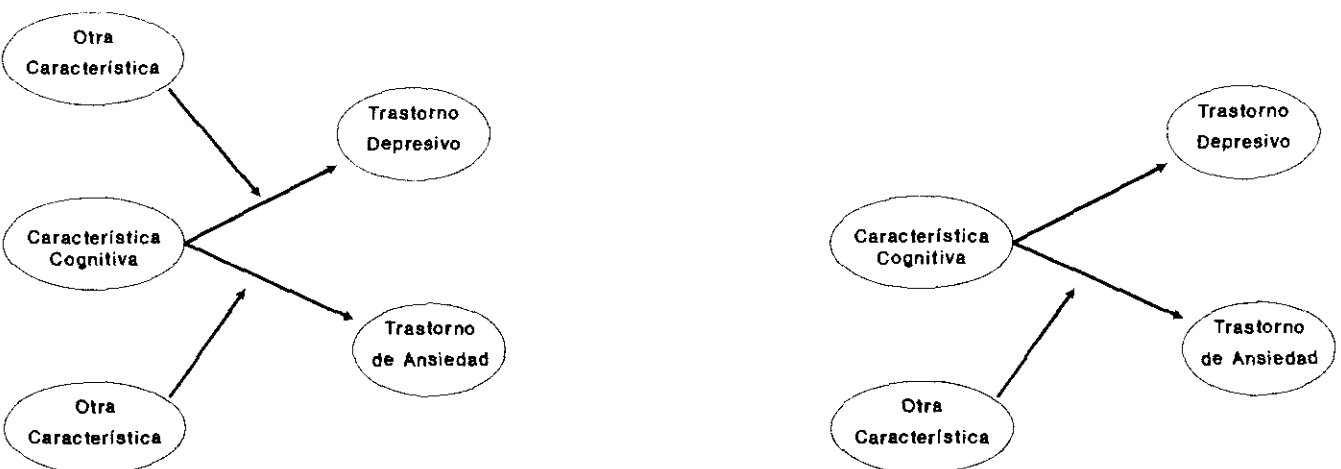 Otra
Característica
Trastorno
Depresivo
Característica
Cognitiva
Trastorno
de Ansiedad
Otra
Característica
Trastorno
Depresivo
Característica
Cognitiva
Trastorno
de Ansiedad
Otra
Característica